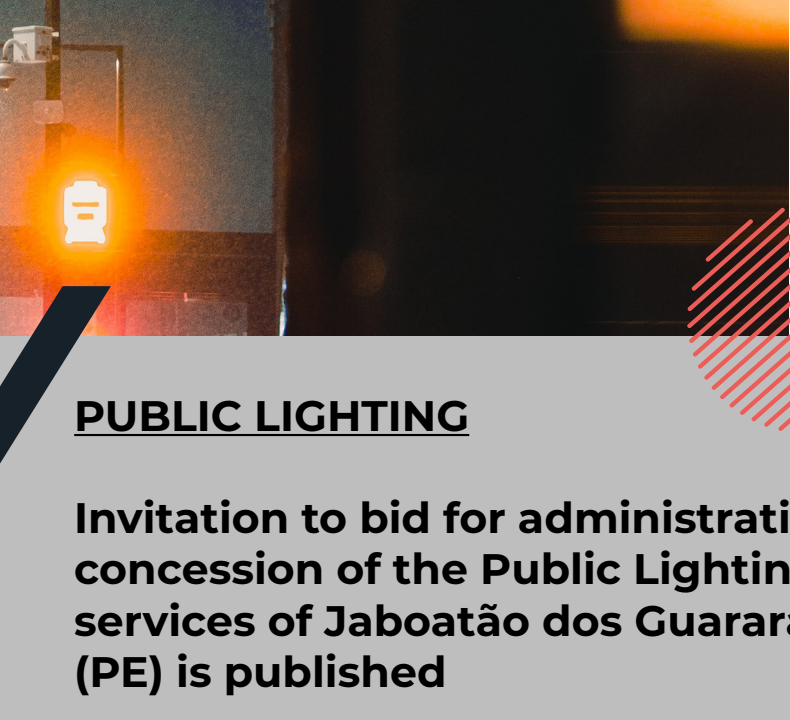 PUBLIC LIGHTING
Invitation to bid for administrati
concession of the Public Lightin
services of Jaboatão dos Guarar
(PE) is published